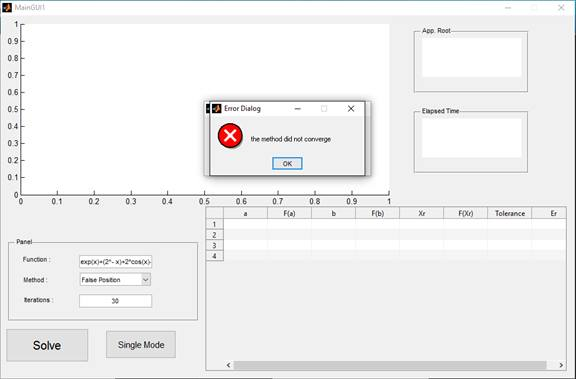 MainGUI1
1
0.9
0.8
0.7
0.6
0.5
0.4
0.3
0.2
0.1
0
0 0.1 0.2 0.3 0.4 0.5 0.6 0.7 0.8 0.9 1
App. Root
Elapsed Time
Error Dialog
the method did not converge
OK
a F(a) b F(b) Xr F(Xr) Tolerance Er
1
2
3
4
Panel
Function : exp(x)+(2^- x)+2*cos(x)-
Method : False Position
Iterations : 30
Solve
Single Mode